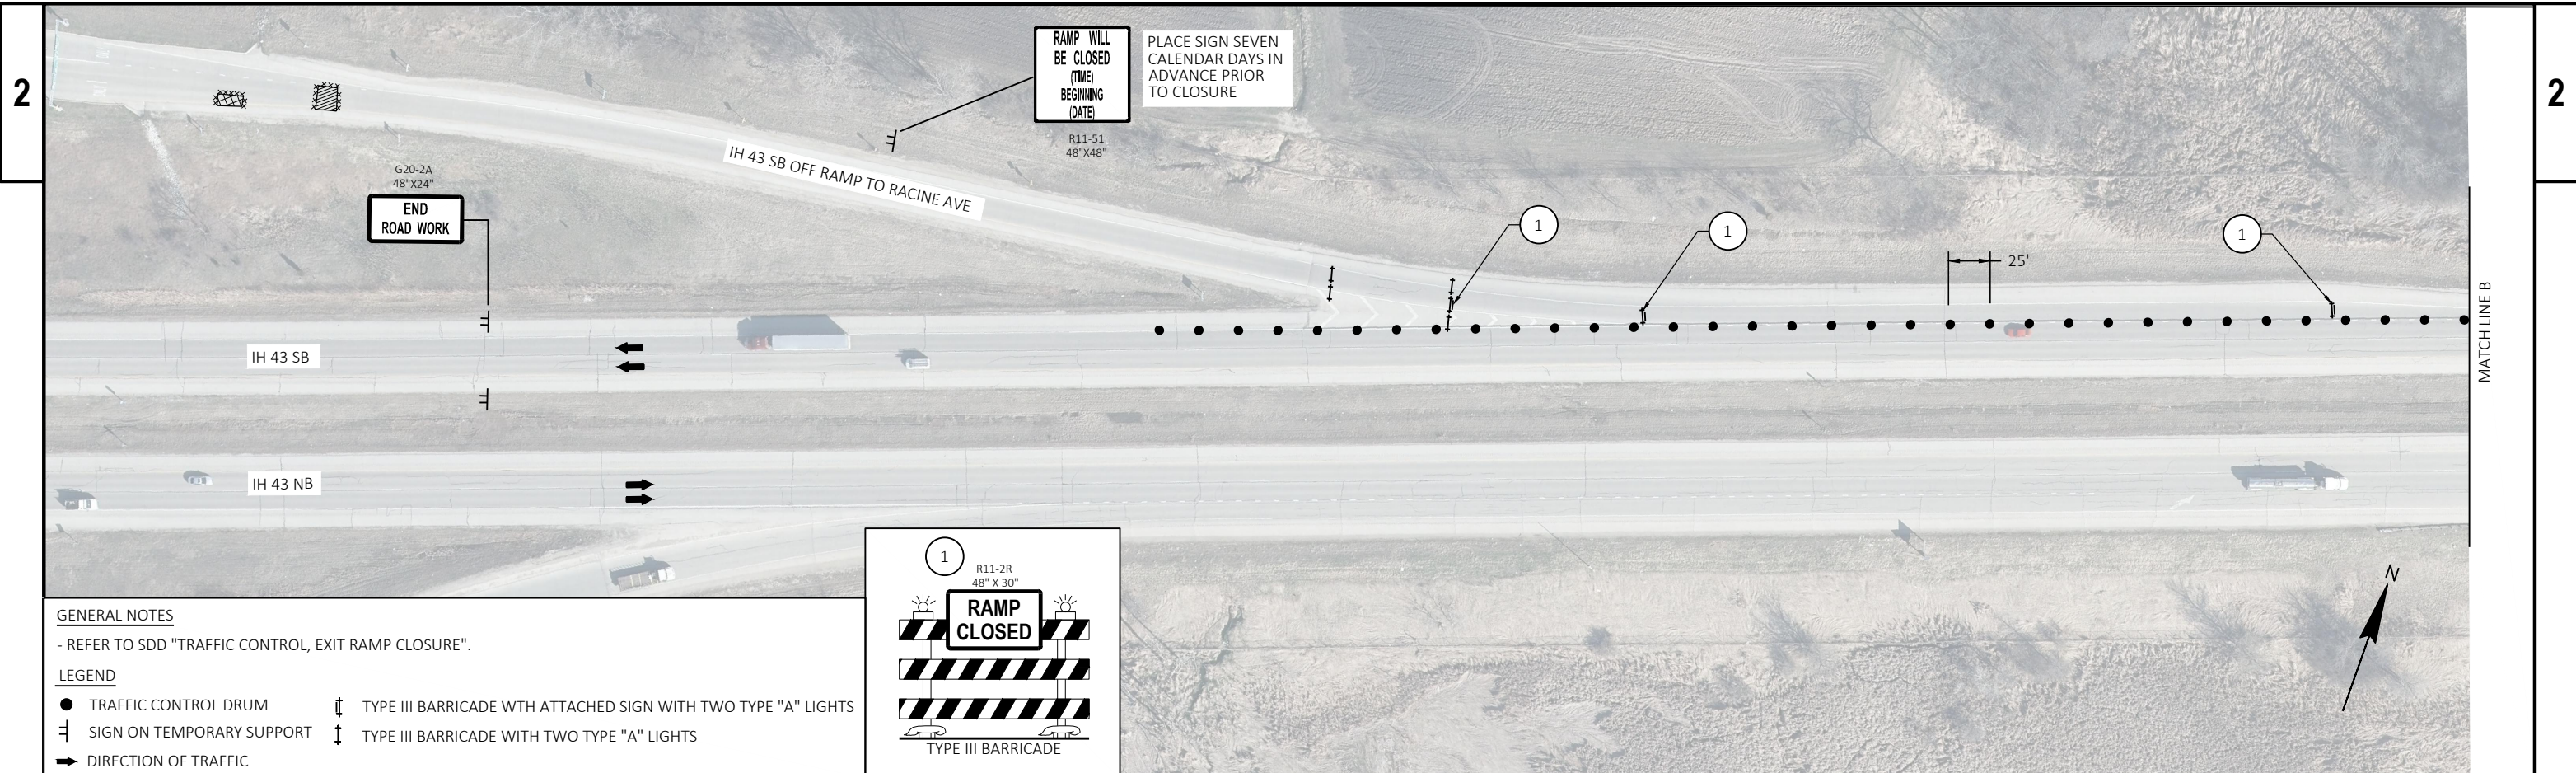 2
2
RAMP WILL
BE CLOSED
(TIME)
BEGINNING
(DATE)
R11-51
48"X48"
PLACE SIGN SEVEN
CALENDAR DAYS IN
ADVANCE PRIOR
TO CLOSURE
IH 43 SB OFF RAMP TO RACINE AVE
G20-2A
48"X24"
END
ROAD WORK
1
1
1
25'
MATCH LINE B
IH 43 SB
IH 43 NB
N
1
R11-2R
48" X 30"
RAMP
CLOSED
TYPE III BARRICADE
GENERAL NOTES
- REFER TO SDD "TRAFFIC CONTROL, EXIT RAMP CLOSURE".
LEGEND
TRAFFIC CONTROL DRUM
SIGN ON TEMPORARY SUPPORT
DIRECTION OF TRAFFIC
TYPE III BARRICADE WTH ATTACHED SIGN WITH TWO TYPE "A" LIGHTS
TYPE III BARRICADE WITH TWO TYPE "A" LIGHTS